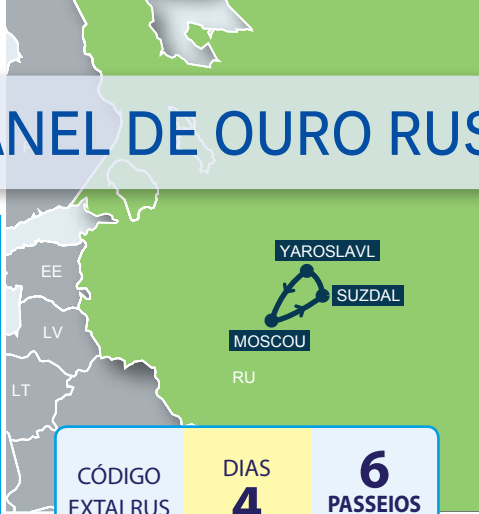 ANEL DE OURO RUS
YAROSLAVL
SUZDAL
EE
LV
MOSCOU
RU
LT
CÓDIGO
EXTALRUS
DIAS
4
6
PASSEIOS